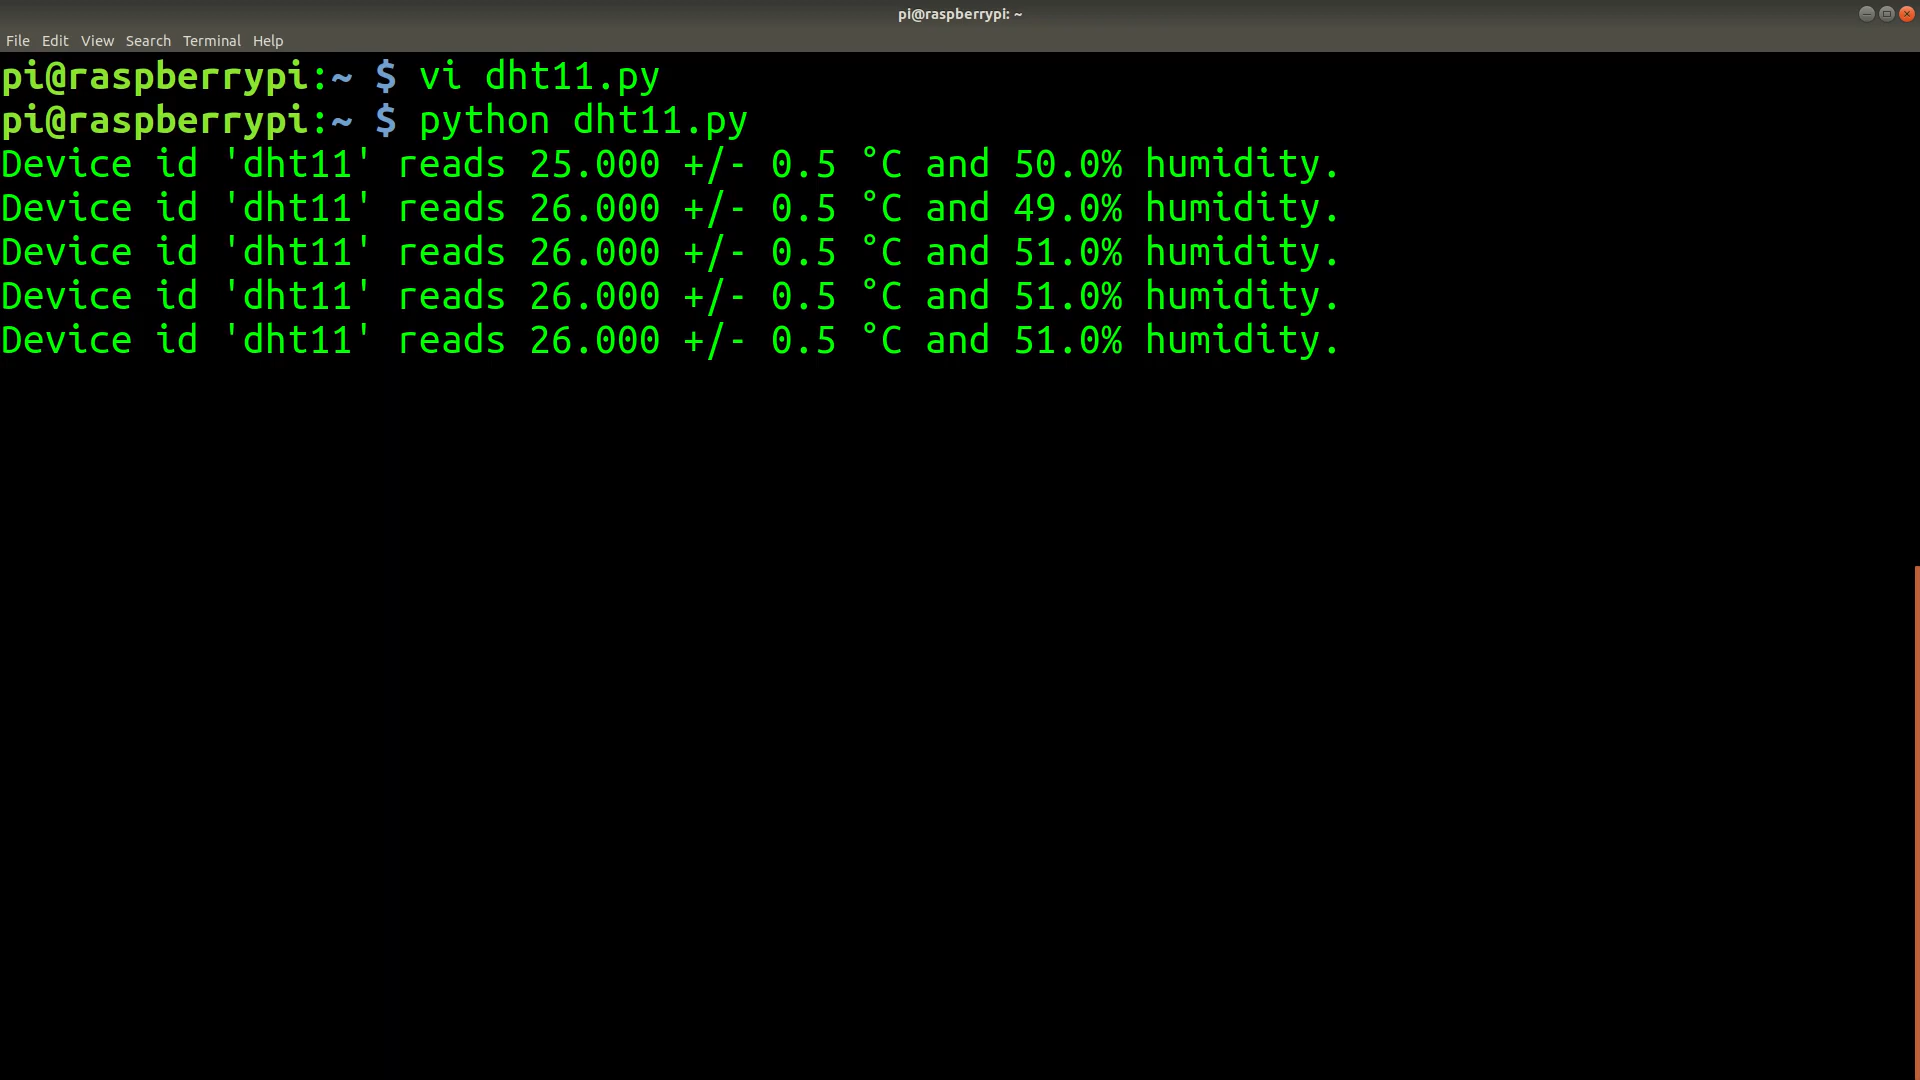 pi@raspberrypi: ~
File Edit View Search Terminal Help
pi@raspberrypi:~ $ vi dht11.py
pi@raspberrypi:~ $ python dht11.py
Device id 'dht11' reads 25.000 +/- 0.5 °C and 50.0% humidity.
Device id 'dht11' reads 26.000 +/- 0.5 °C and 49.0% humidity.
Device id 'dht11' reads 26.000 +/- 0.5 °C and 51.0% humidity.
Device id 'dht11' reads 26.000 +/- 0.5 °C and 51.0% humidity.
Device id 'dht11' reads 26.000 +/- 0.5 °C and 51.0% humidity.